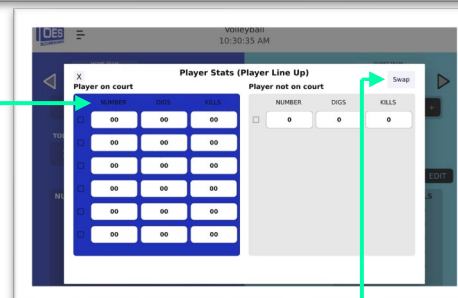 OES
Volleyball
10:30:35 AM
X
Player Stats (Player Line Up)
Swap
Player on court
Player not on court
NUMBER DIGS KILLS
NUMBER DIGS KILLS
00 00 00
0 0 0
00 00 00
00 00 00
00 00 00
00 00 00
00 00 00
+
EDIT